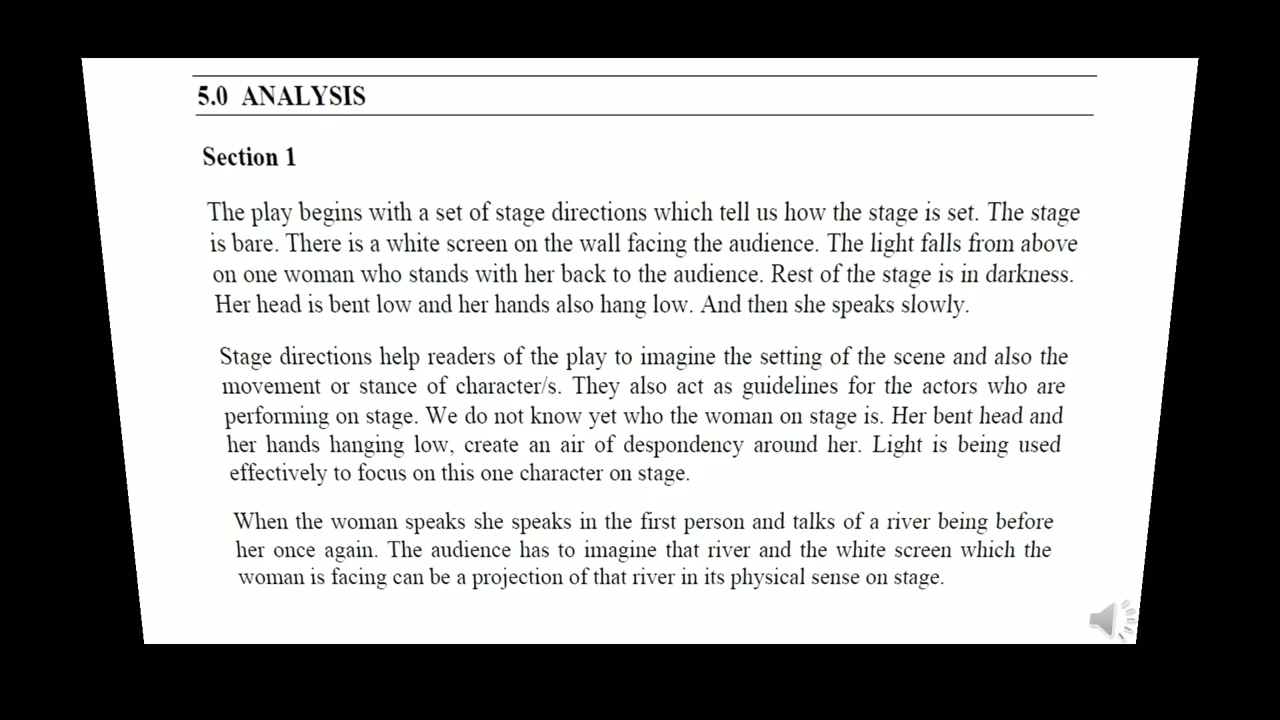 5.0 ANALYSIS
Section 1
The play begins with a set of stage directions which tell us how the stage is set. The stage
is bare. There is a white screen on the wall facing the audience. The light falls from above
on one woman who stands with her back to the audience. Rest of the stage is in darkness.
Her head is bent low and her hands also hang low. And then she speaks slowly.
Stage directions help readers of the play to imagine the setting of the scene and also the
movement or stance of character/s. They also act as guidelines for the actors who are
performing on stage. We do not know yet who the woman on stage is. Her bent head and
her hands hanging low, create an air of despondency around her. Light is being used
effectively to focus on this one character on stage.
When the woman speaks she speaks in the first person and talks of a river being before
her once again. The audience has to imagine that river and the white screen which the
woman is facing can be a projection of that river in its physical sense on stage.